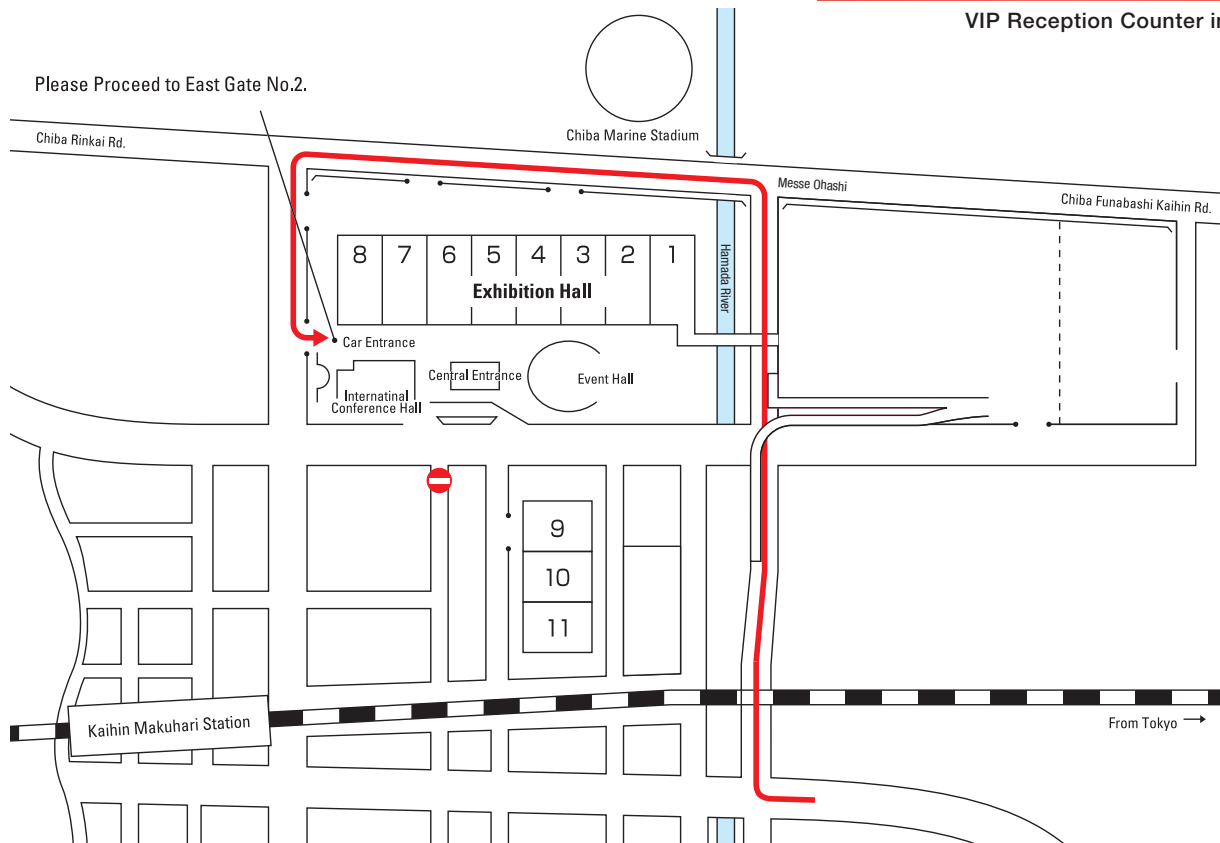 VIP Reception Counter in
Please Proceed to East Gate No.2.
Chiba Rinkai Rd.
Chiba Marine Stadium
Messe Ohashi
Chiba Funabashi Kaihin Rd.
8 7 6 5 4 3 2 1
Exhibition Hall
Hamada River
Car Entrance
Central Entrance
Event Hall
Internatinal
Conference Hall
9
10
11
Kaihin Makuhari Station
From Tokyo →